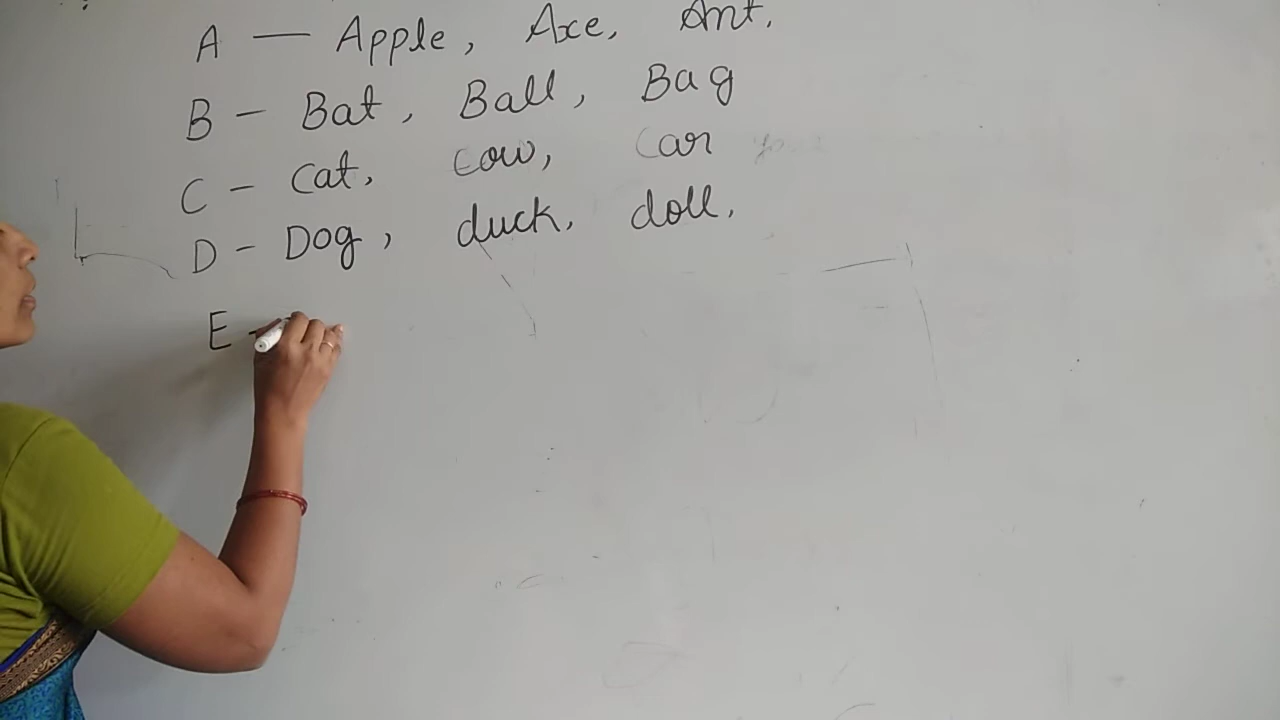 A — Apple, Axe, Ant.
B - Bat, Ball, Bag
C - Cat, Cow, Car
D - Dog, duck, doll,
E -